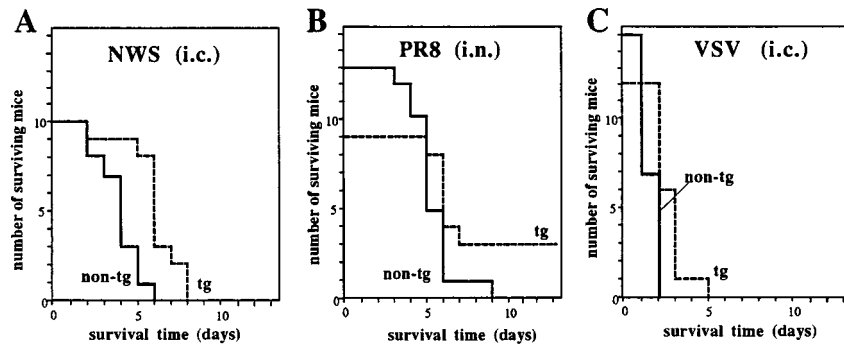 A
NWS (i.c.)
number of surviving mice
10
5
0
non-tg
tg
0
5
10
survival time (days)
B
PR8 (i.n.)
number of surviving mice
10
5
0
tg
non-tg
0
5
10
survival time (days)
C
VSV (i.c.)
number of surviving mice
10
5
0
non-tg
tg
0
5
10
survival time (days)